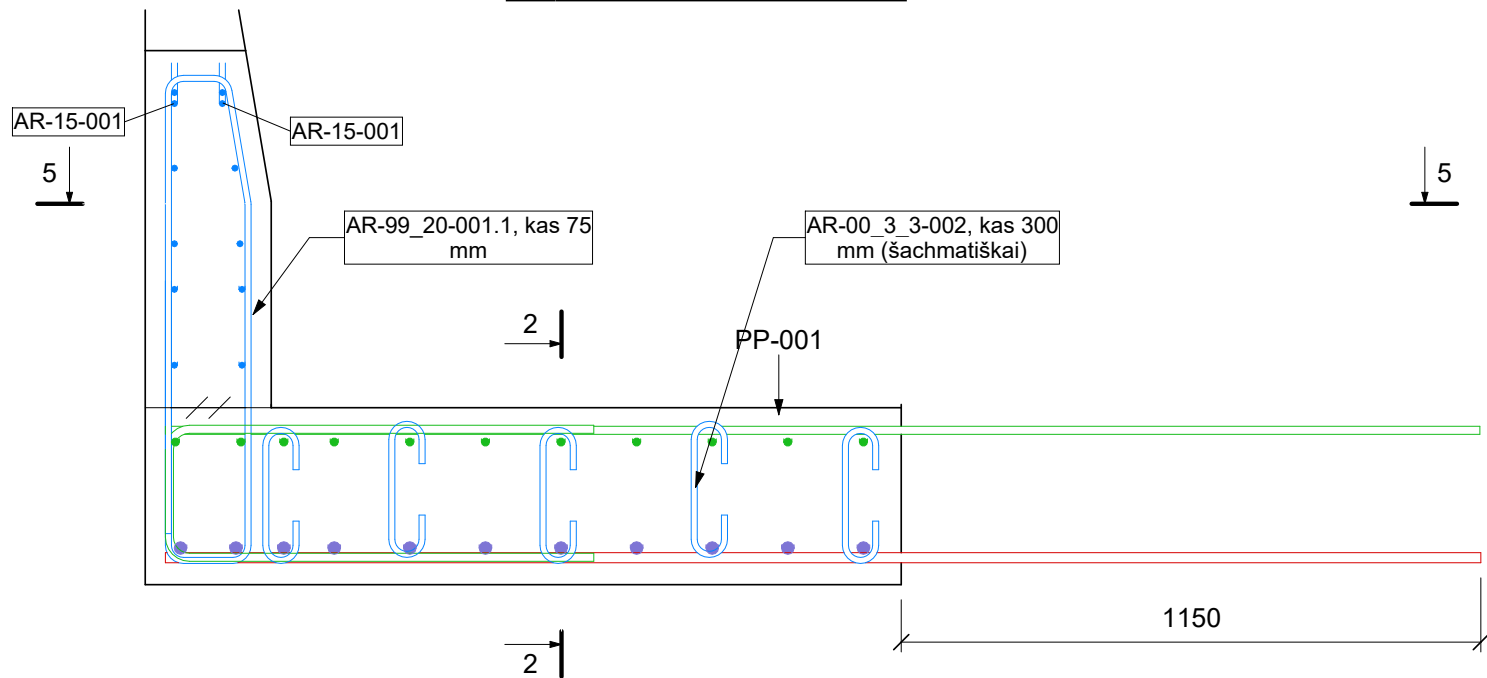 AR-15-001
AR-15-001
5
5
AR-99_20-001.1, kas 75
mm
AR-00_3_3-002, kas 300
mm (šachmatiškai)
2
PP-001
1150
2